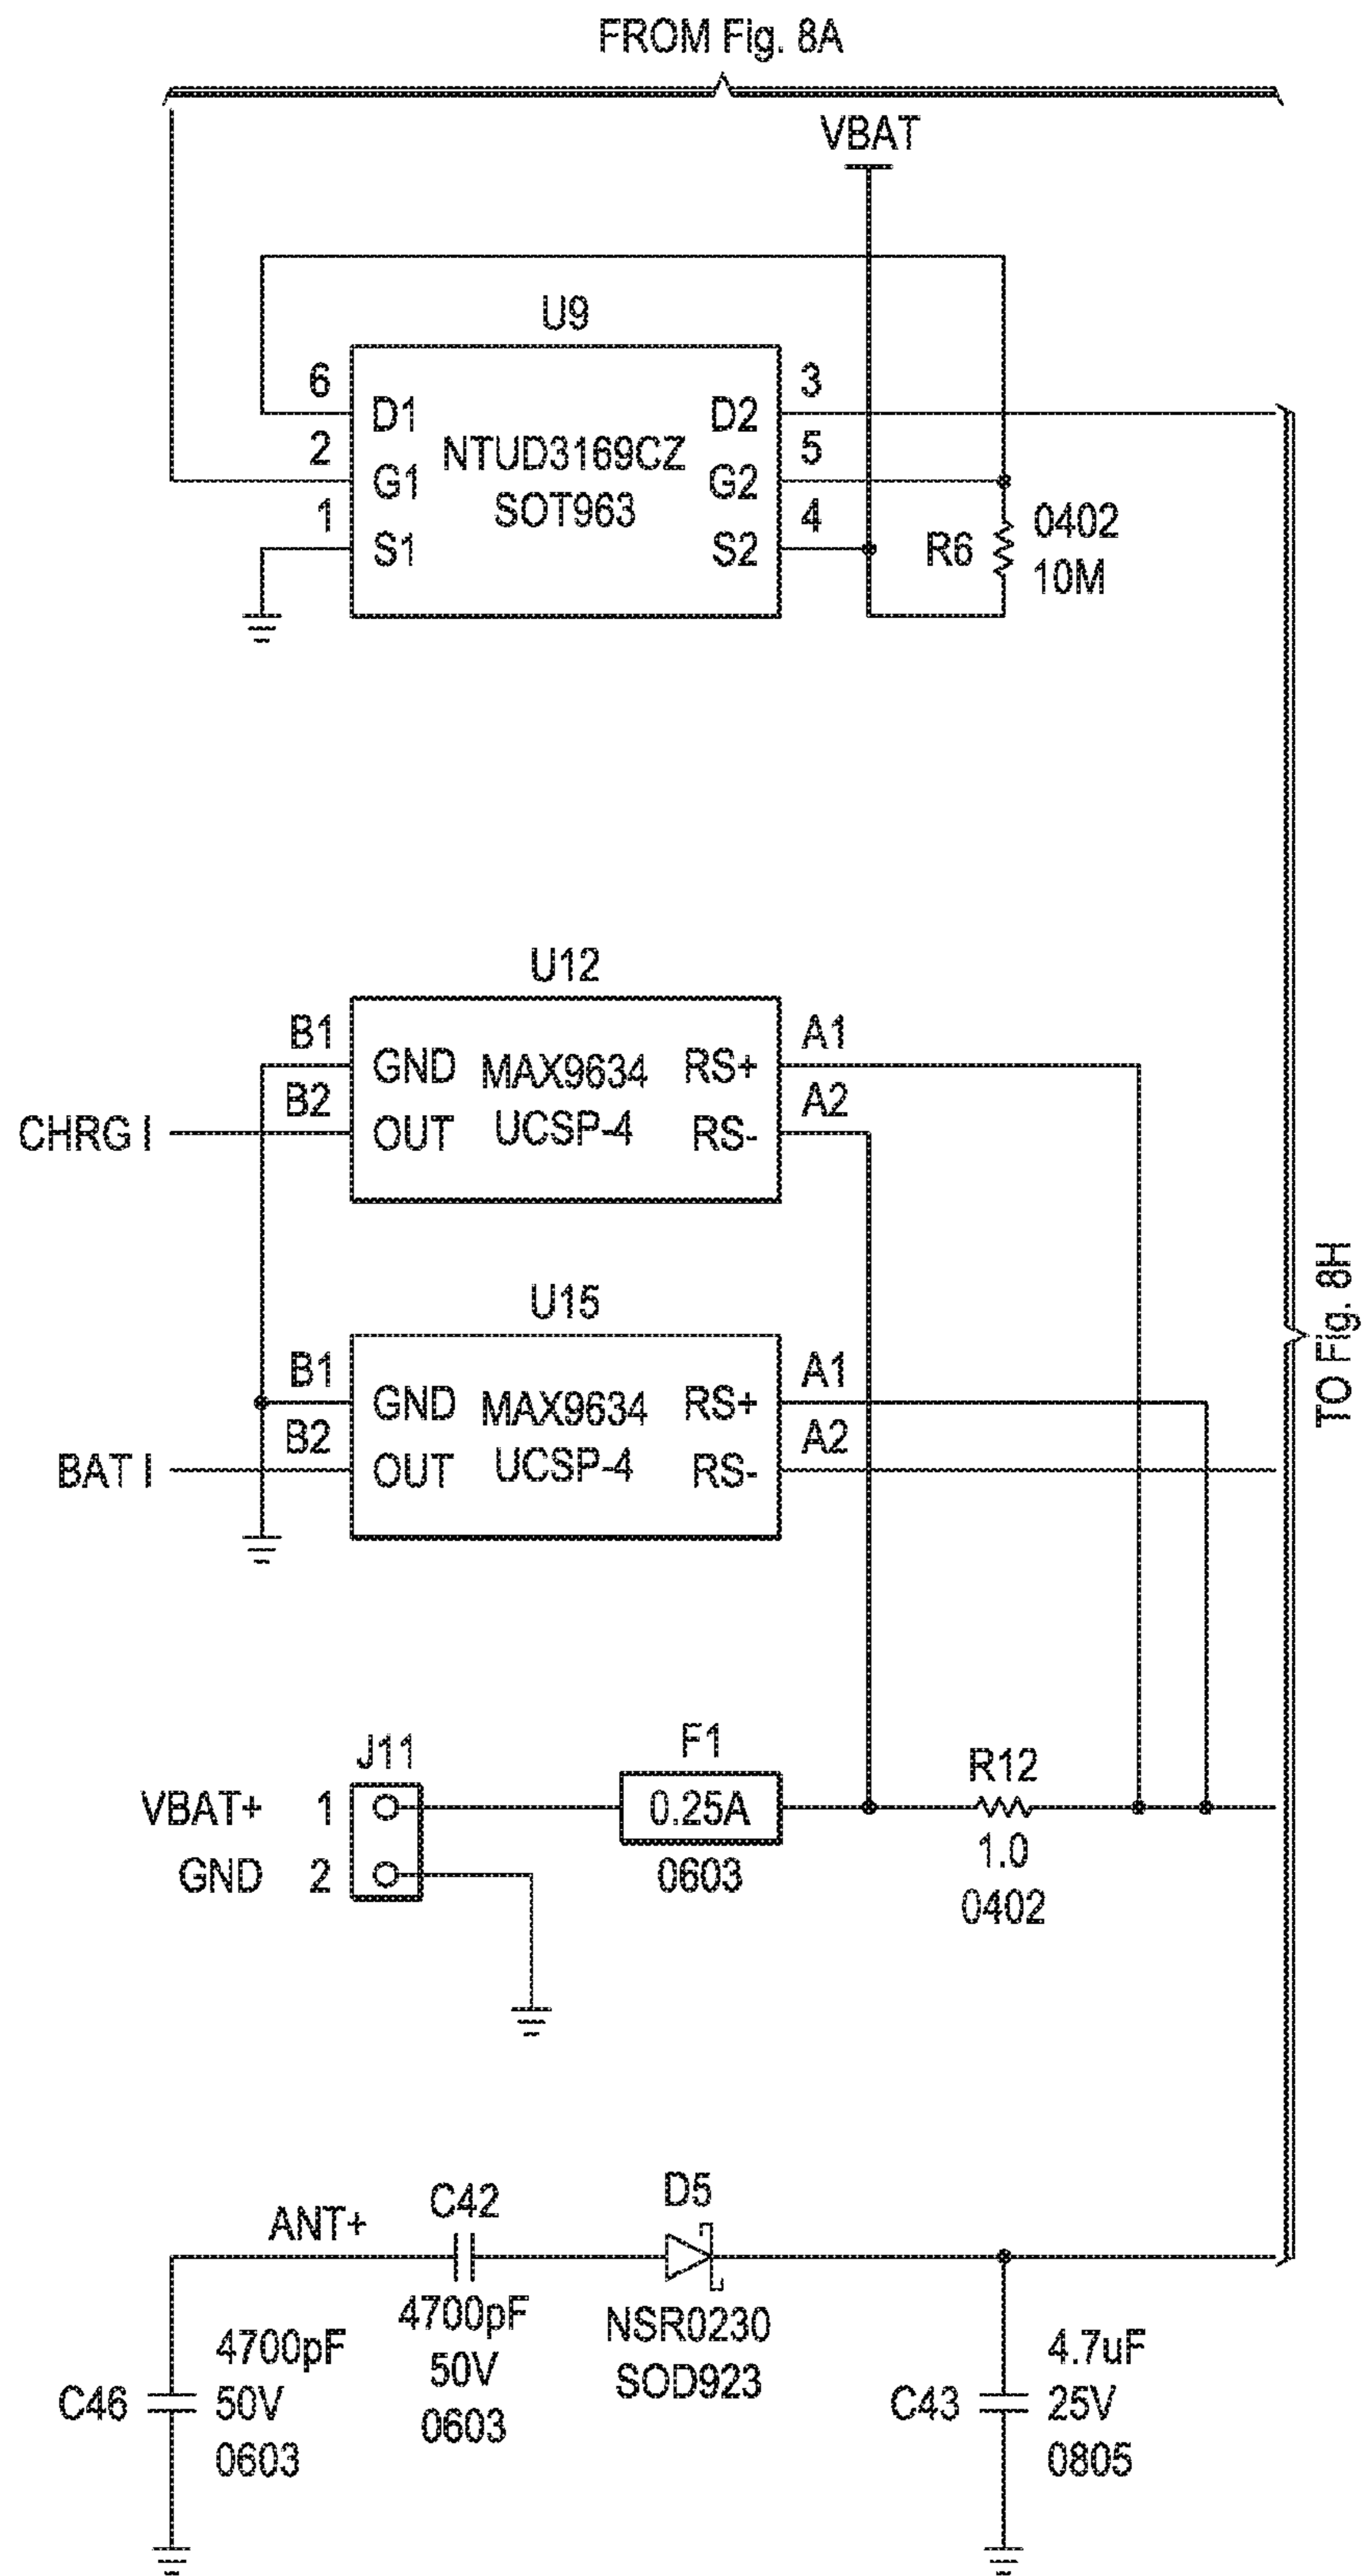 FROM Fig. 8A
VBAT
U9
6
3
D1
D2
2
5
NTUD3169CZ
G1
G2
SOT963
1
4
S1
S2
R6
0402
10M
U12
B1
A1
GND
MAX9634
RS+
B2
A2
CHRG I
OUT
UCSP-4
RS-
TO Fig. 8H
U15
B1
A1
GND
MAX9634
RS+
B2
A2
BAT I
OUT
UCSP-4
RS-
J11
F1
R12
VBAT+
1
0.25A
1.0
GND
2
0603
0402
ANT+
C42
D5
4700pF
50V
0603
NSR0230
SOD923
C46
4700pF
50V
0603
C43
4.7uF
25V
0805